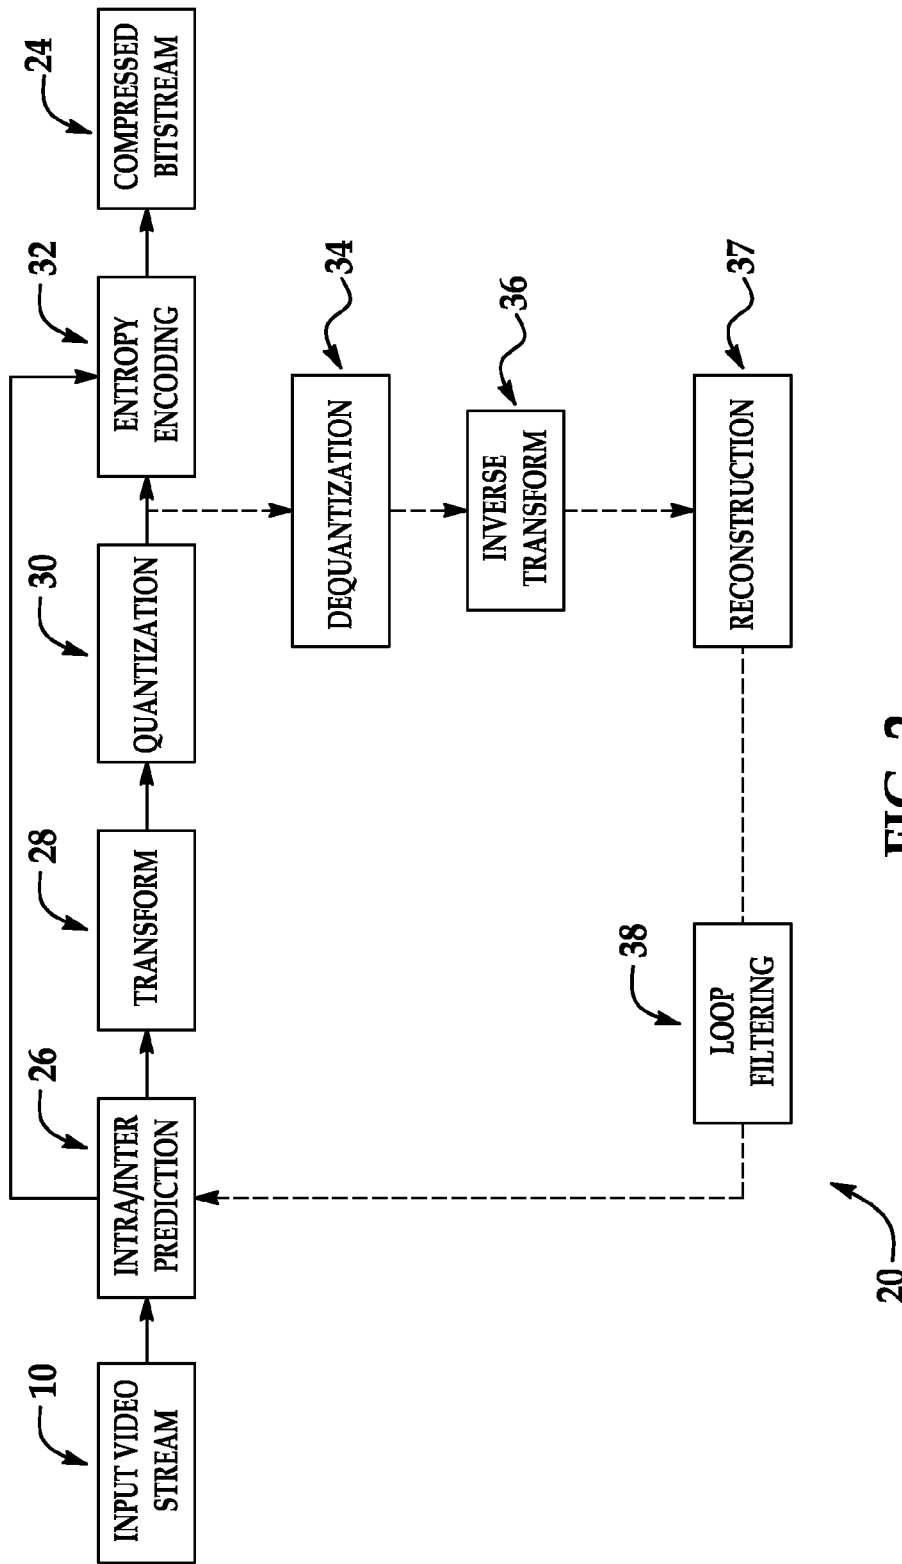 10
INPUT VIDEO
STREAM
26
INTRA/INTER
PREDICTION
28
TRANSFORM
30
QUANTIZATION
32
ENTROPY
ENCODING
24
COMPRESSED
BITSTREAM
34
DEQUANTIZATION
36
INVERSE
TRANSFORM
37
RECONSTRUCTION
38
LOOP
FILTERING
20
FIG